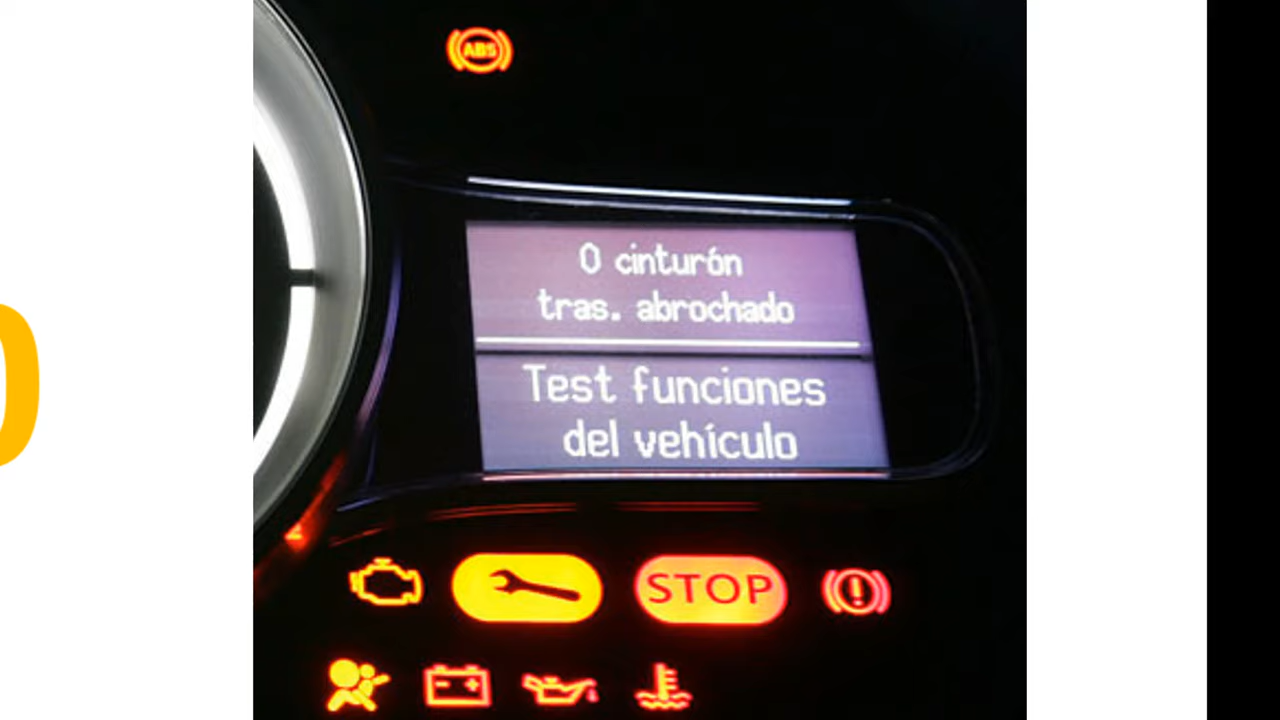 ABS
0 cinturón
tras. abrochado
Test funciones
del vehículo
STOP